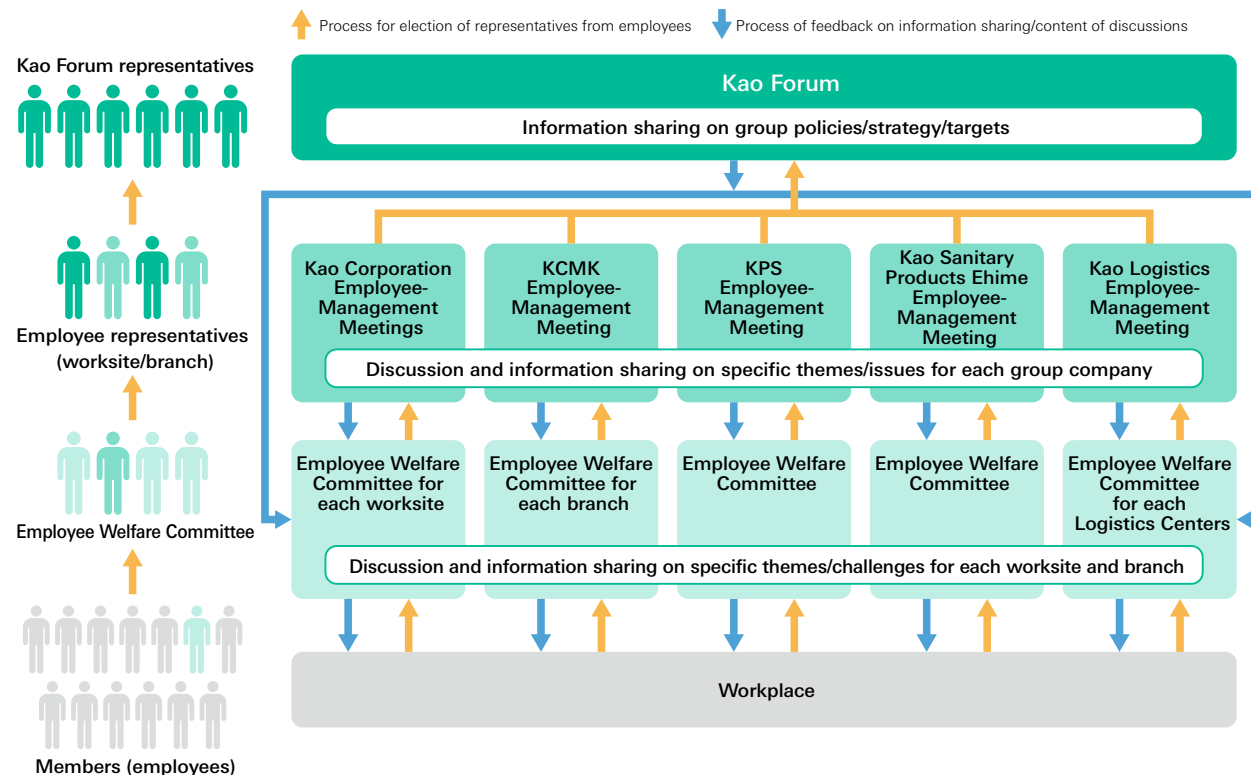 Process for election of representatives from employees
Process of feedback on information sharing/content of discussions
Kao Forum representatives
Employee representatives
(worksite/branch)
Employee Welfare Committee
Members (employees)
Kao Forum
Information sharing on group policies/strategy/targets
Kao Corporation
Employee-
Management
Meetings
KCMK
Employee-
Management
Meeting
KPS
Employee-
Management
Meeting
Kao Sanitary
Products Ehime
Employee-
Management
Meeting
Kao Logistics
Employee-
Management
Meeting
Discussion and information sharing on specific themes/issues for each group company
Employee Welfare
Committee for
each worksite
Employee Welfare
Committee for
each branch
Employee Welfare
Committee
Employee Welfare
Committee
Employee Welfare
Committee
for each
Logistics Centers
Discussion and information sharing on specific themes/challenges for each worksite and branch
Workplace